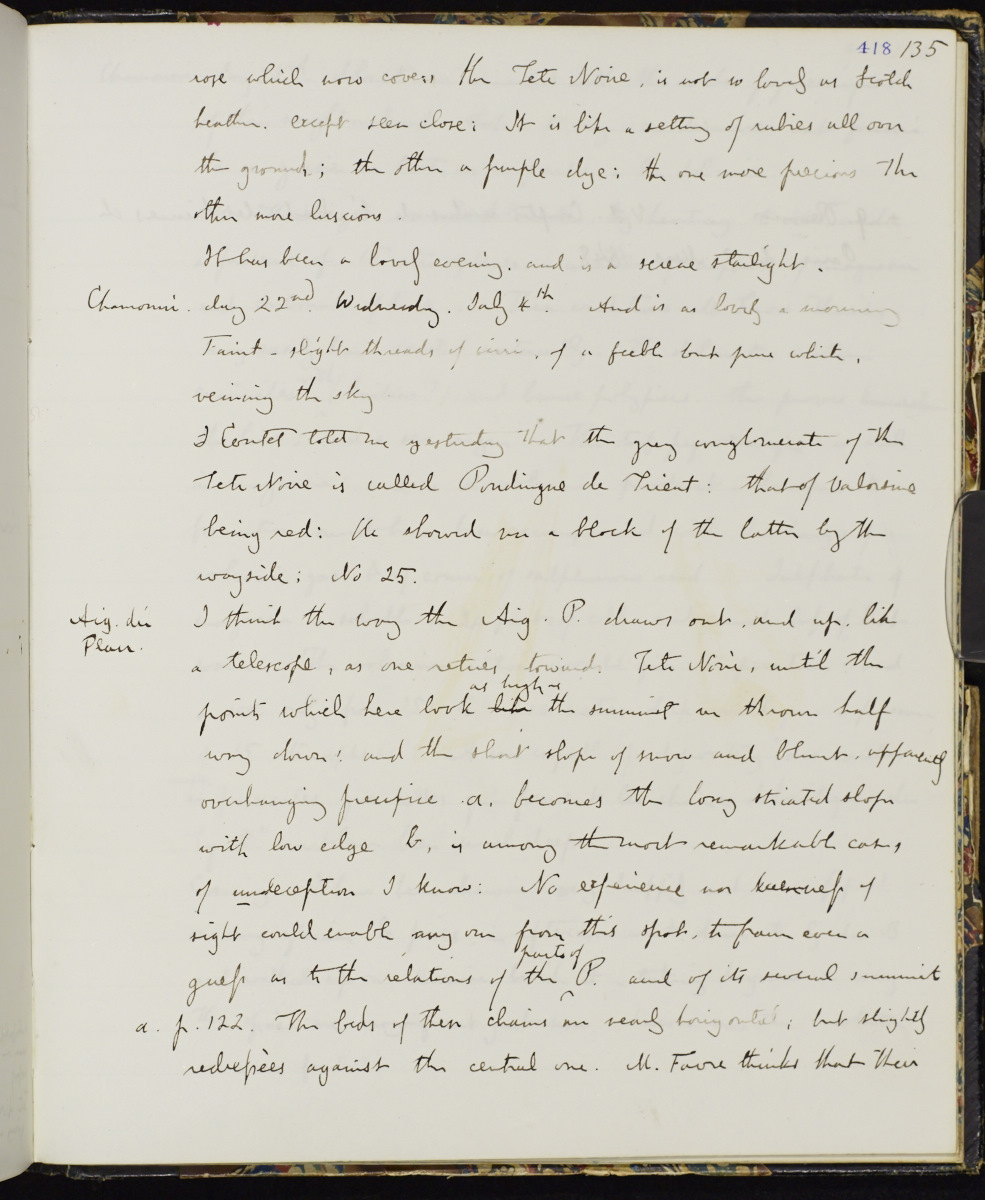 418 135
rose which now covers the Tete Noire, is not so lovely as Scotch
heather. except seen close: It is like a setting of rubies all over
the ground; the other a purple dye: the one more precious The
other more luscious.
It has been a lovely evening. and is a serene starlight.
Chamouni. day 22nd. Wednesday. July 4th. And is as lovely a morning
Faint - slight threads of cirri, of a feeble but pure white,
veining the sky
J Coutet told me yesterday that the grey conglomerate of the
Tete Noire is called Poudingue de Trient: that of Valorsine
being red: He showed me a block of the latter by the
wayside; No 25.
Aig. du Plan.
I think the way the Aig. P. draws out, and up, like
a telescope, as one retires towards Tete Noire, until the
points which here look like as high as the summit are thrown half
way down: and the short slope of snow and blunt, apparently
overhanging precipice a, becomes the long striated slope
with low edge b, is among the most remarkable cases
of undeception I know: No experience nor keenness of
sight could enable any one from this spot, to frame even a
guess as to the relations of the parts of P. and of its several summit
a. p. 122. The beds of these chains are nearly horizontal; but slightly
redressées against the central one. M. Favre thinks that their